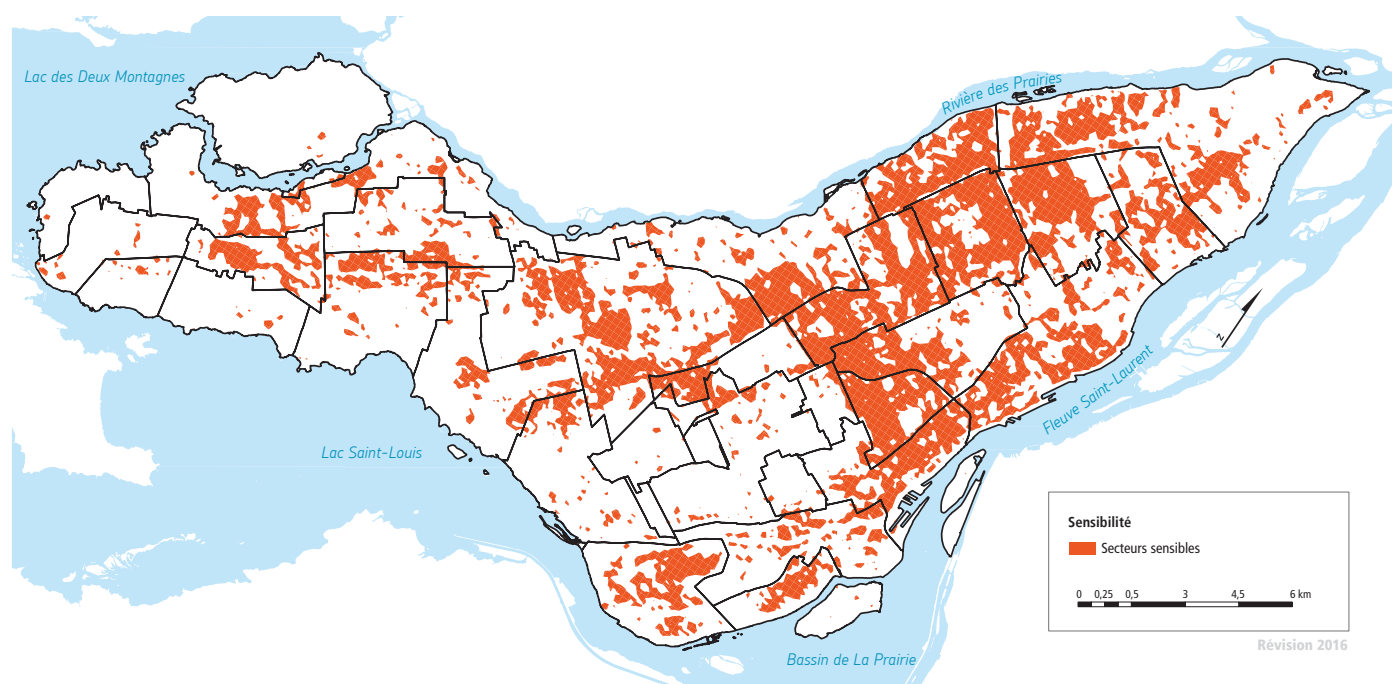 Lac des Deux Montagnes
Rivière des Prairies
Fleuve Saint-Laurent
N
Lac Saint-Louis
Bassin de La Prairie
Sensibilité
Secteurs sensibles
0 0,25 0,5 3 4,5 6 km
Révision 2016